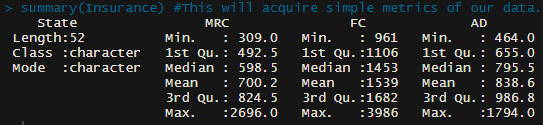 > summary(Insurance) #This will acquire simple metrics of our data.
State MRC FC AD
Length:52 Min. : 309.0 Min. : 961 Min. : 464.0
Class :character 1st Qu.: 492.5 1st Qu.:1106 1st Qu.: 655.0
Mode :character Median : 598.5 Median :1453 Median : 795.5
Mean : 700.2 Mean :1539 Mean : 838.6
3rd Qu.: 824.5 3rd Qu.:1682 3rd Qu.: 986.8
Max. :2696.0 Max. :3986 Max. :1794.0